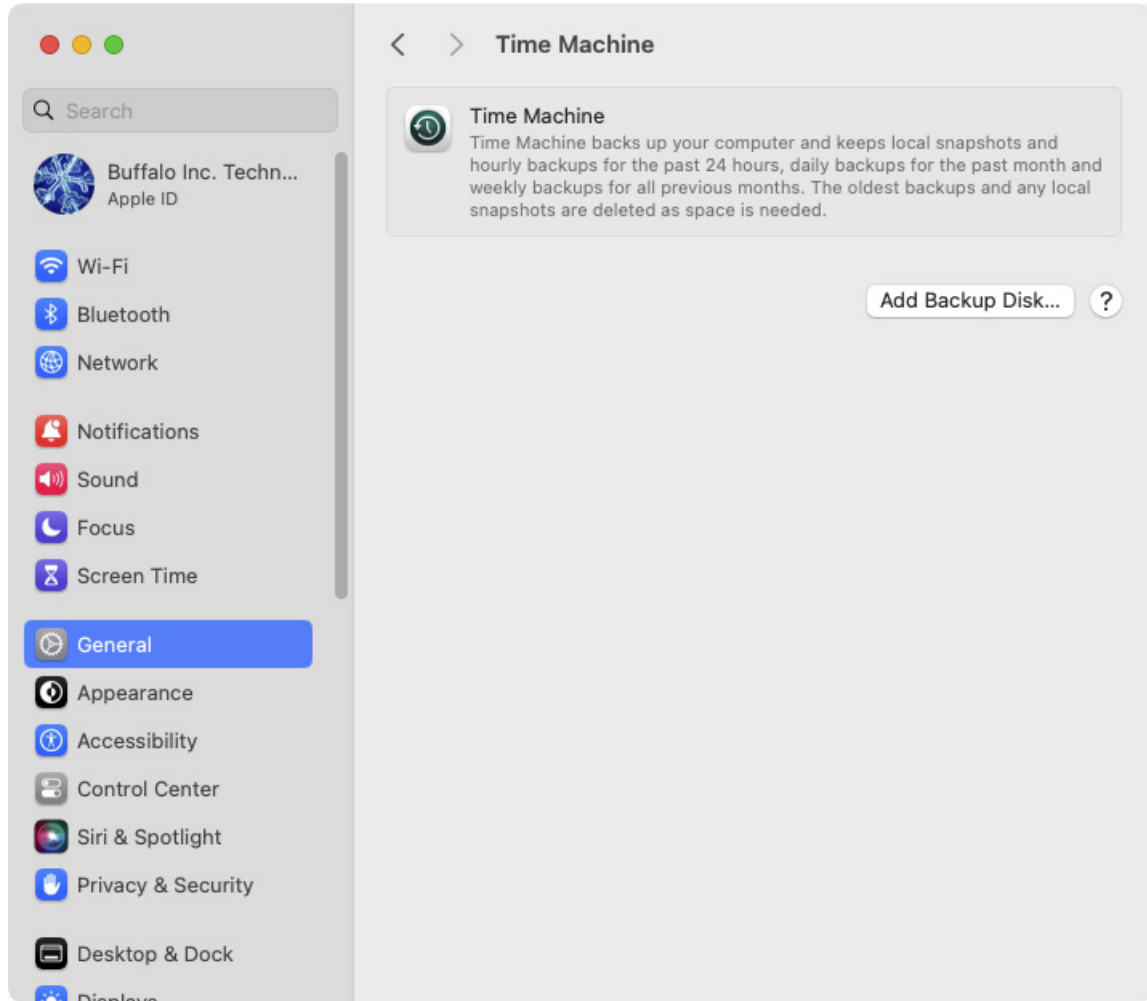 Time Machine
Search
Buffalo Inc. Techn...
Apple ID
Wi-Fi
Bluetooth
Network
Notifications
Sound
Focus
Screen Time
General
Appearance
Accessibility
Control Center
Siri & Spotlight
Privacy & Security
Desktop & Dock
Displays
Time Machine
Time Machine backs up your computer and keeps local snapshots and
hourly backups for the past 24 hours, daily backups for the past month and
weekly backups for all previous months. The oldest backups and any local
snapshots are deleted as space is needed.
Add Backup Disk... ?